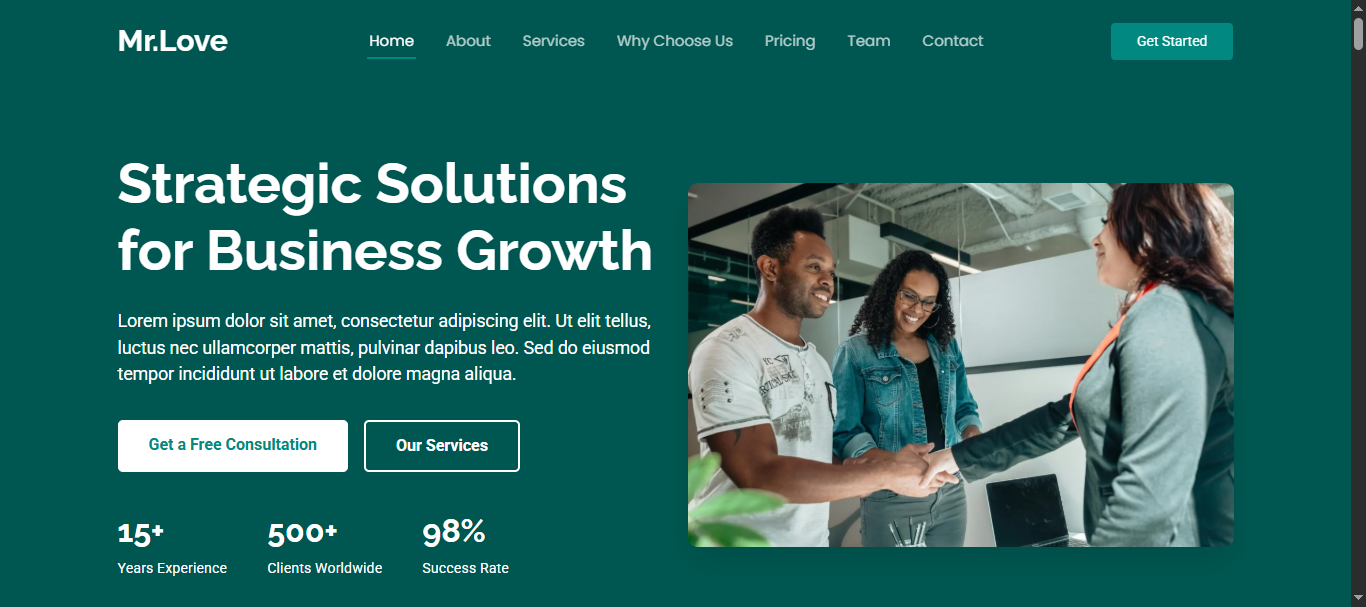 Mr.Love
Home About Services Why Choose Us Pricing Team Contact
Get Started
Strategic Solutions
for Business Growth
Lorem ipsum dolor sit amet, consectetur adipiscing elit. Ut elit tellus,
luctus nec ullamcorper mattis, pulvinar dapibus leo. Sed do eiusmod
tempor incididunt ut labore et dolore magna aliqua.
Get a Free Consultation
Our Services
15+
Years Experience
500+
Clients Worldwide
98%
Success Rate